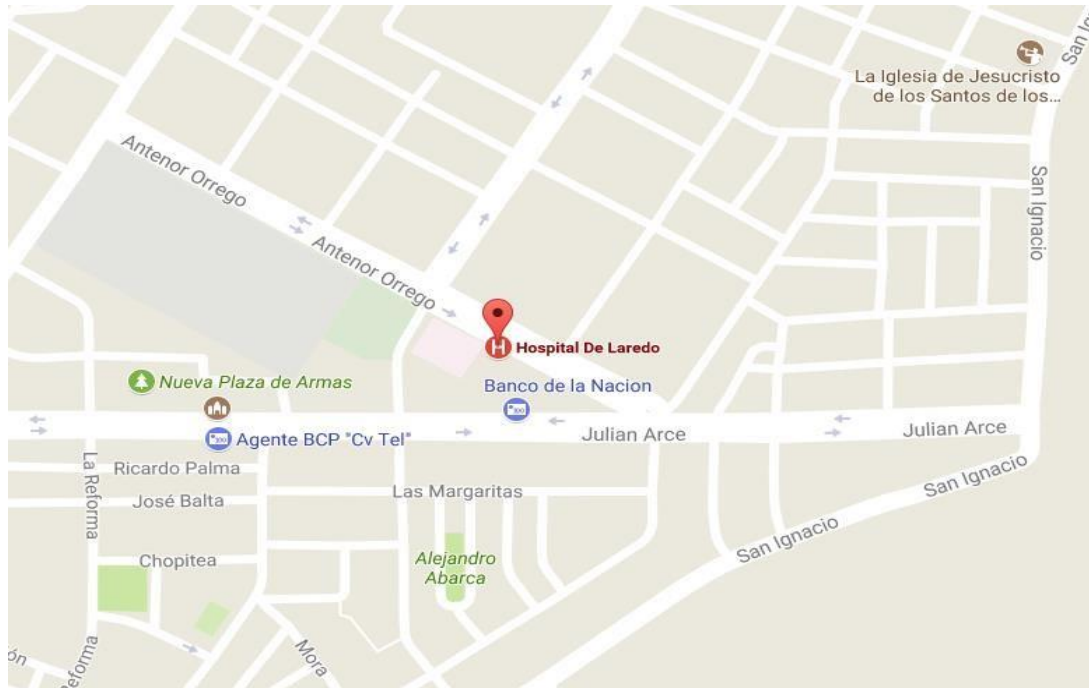 San Ig
La Iglesia de Jesucristo
de los Santos de los...
Antenor Orrego
San Ignacio
Antenor Orrego
H Hospital De Laredo
Nueva Plaza de Armas
Banco de la Nacion
Agente BCP "Cv Tel"
Julian Arce
Julian Arce
La Reforma
Ricardo Palma
José Balta
Las Margaritas
San Ignacio
San Ignacio
Chopitea
Alejandro
Abarca
Mora
ón
Reforma